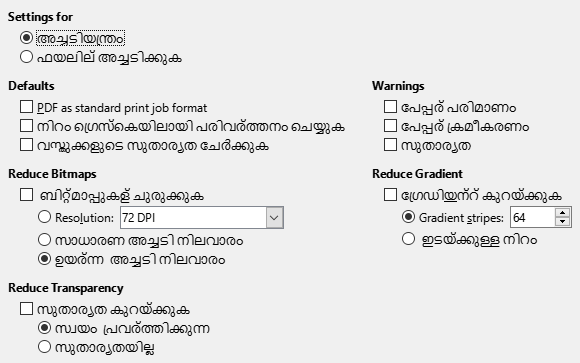 Settings for
അച്ചടിയന്ത്രം
ഫയലില് അച്ചടിക്കുക
Defaults
PDF as standard print job format
നിറം ഗ്രെസ്കെയിലായി പരിവര്‍ത്തനം ചെയ്യുക
വസ്തുക്കളുടെ സുതാര്യത ചേര്‍ക്കുക
Warnings
പേപ്പര്‍ പരിമാണം
പേപ്പര്‍ ക്രമീകരണം
സുതാര്യത
Reduce Bitmaps
ബിറ്റ്മാപ്പുകള് ചുരുക്കുക
Resolution: 72 DPI
സാധാരണ അച്ചടി നിലവാരം
ഉയര്‍ന്ന അച്ചടി നിലവാരം
Reduce Gradient
ഗ്രേഡിയന്‍റ് കുറയ്ക്കുക
Gradient stripes: 64
ഇടയ്ക്കുള്ള നിറം
Reduce Transparency
സുതാര്യത കുറയ്ക്കുക
സ്വയം പ്രവര്‍ത്തിക്കുന്ന
സുതാര്യതയില്ല